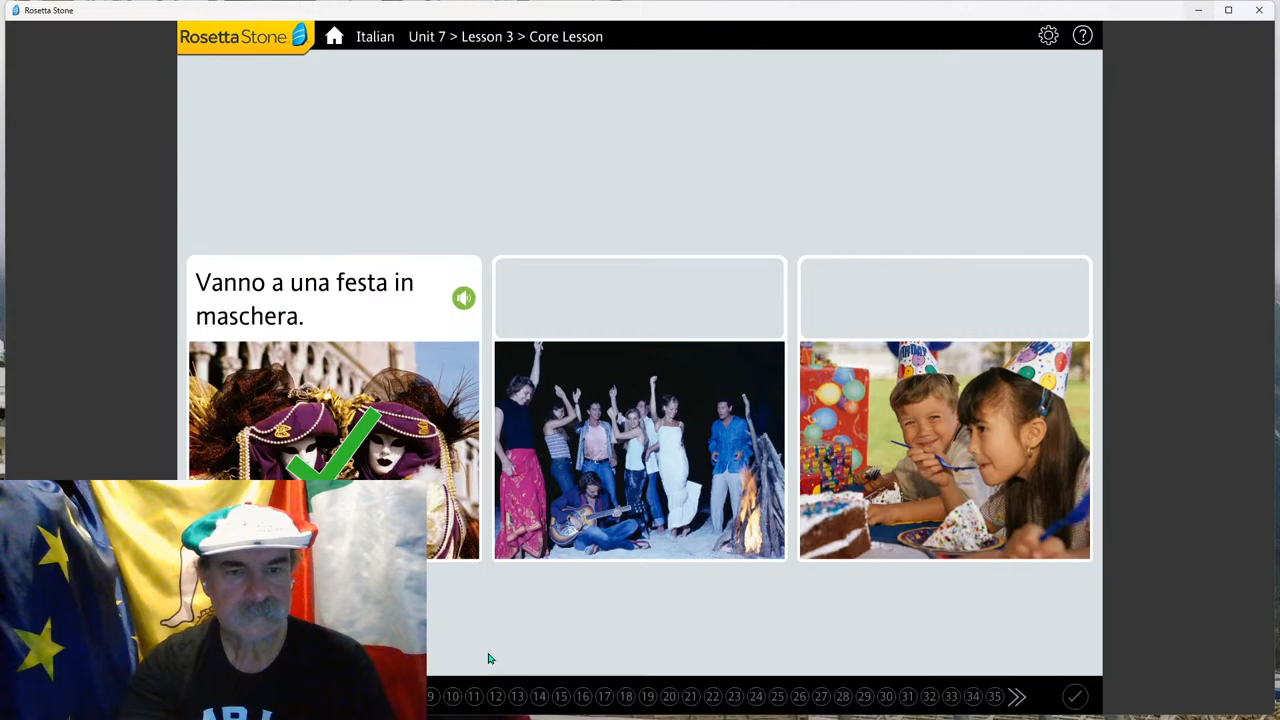 Rosetta Stone
RosettaStone Italian Unit 7 > Lesson 3 > Core Lesson ?
Vanno a una festa in
maschera.
9 10 11 12 13 14 15 16 17 18 19 20 21 22 23 24 25 26 27 28 29 30 31 32 33 34 35